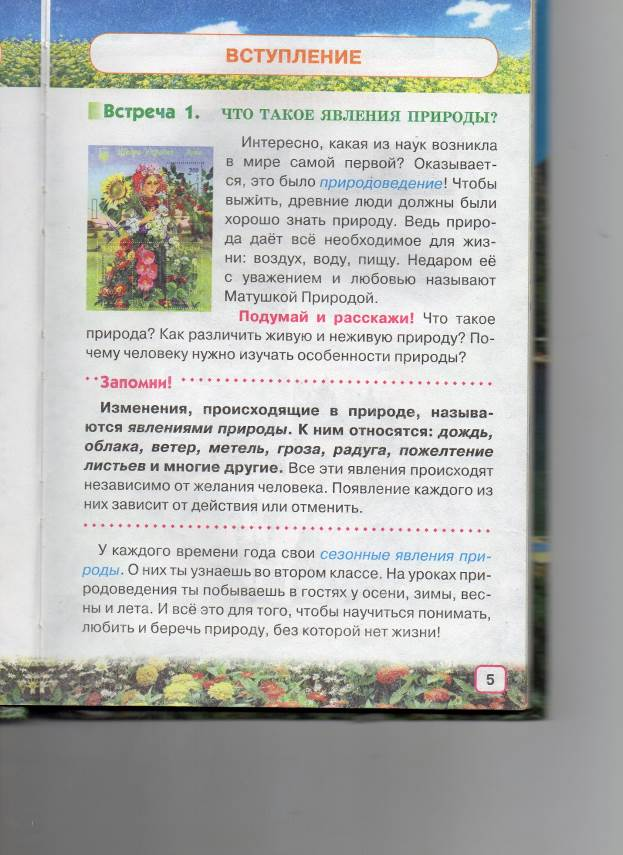 ВСТУПЛЕНИЕ
Встреча 1. ЧТО ТАКОЕ ЯВЛЕНИЯ ПРИРОДЫ?
Интересно, какая из наук возникла
в мире самой первой? Оказывает-
ся, это было природоведение! Чтобы
выжить, древние люди должны были
хорошо знать природу. Ведь приро-
да даёт всё необходимое для жиз-
ни: воздух, воду, пищу. Недаром её
с уважением и любовью называют
Матушкой Природой.
Подумай и расскажи! Что такое
природа? Как различить живую и неживую природу? По-
чему человеку нужно изучать особенности природы?
Запомни!
Изменения, происходящие в природе, называ-
ются явлениями природы. К ним относятся: дождь,
облака, ветер, метель, гроза, радуга, пожелтение
листьев и многие другие. Все эти явления происходят
независимо от желания человека. Появление каждого из
них зависит от действия или отменить.
У каждого времени года свои сезонные явления при-
роды. О них ты узнаешь во втором классе. На уроках при-
родоведения ты побываешь в гостях у осени, зимы, вес-
ны и лета. И всё это для того, чтобы научиться понимать,
любить и беречь природу, без которой нет жизни!
5